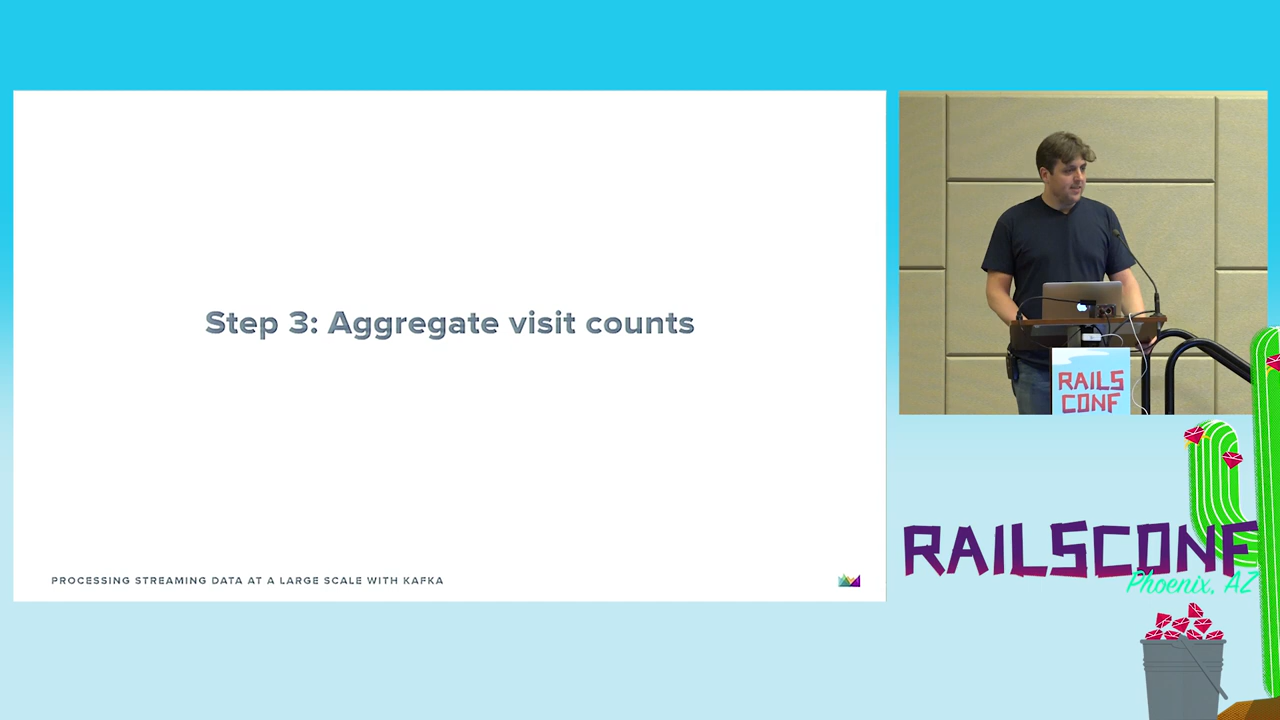 Step 3: Aggregate visit counts
PROCESSING STREAMING DATA AT A LARGE SCALE WITH KAFKA
RAILS
CONF
RAILSCONF
Phoenix, AZ